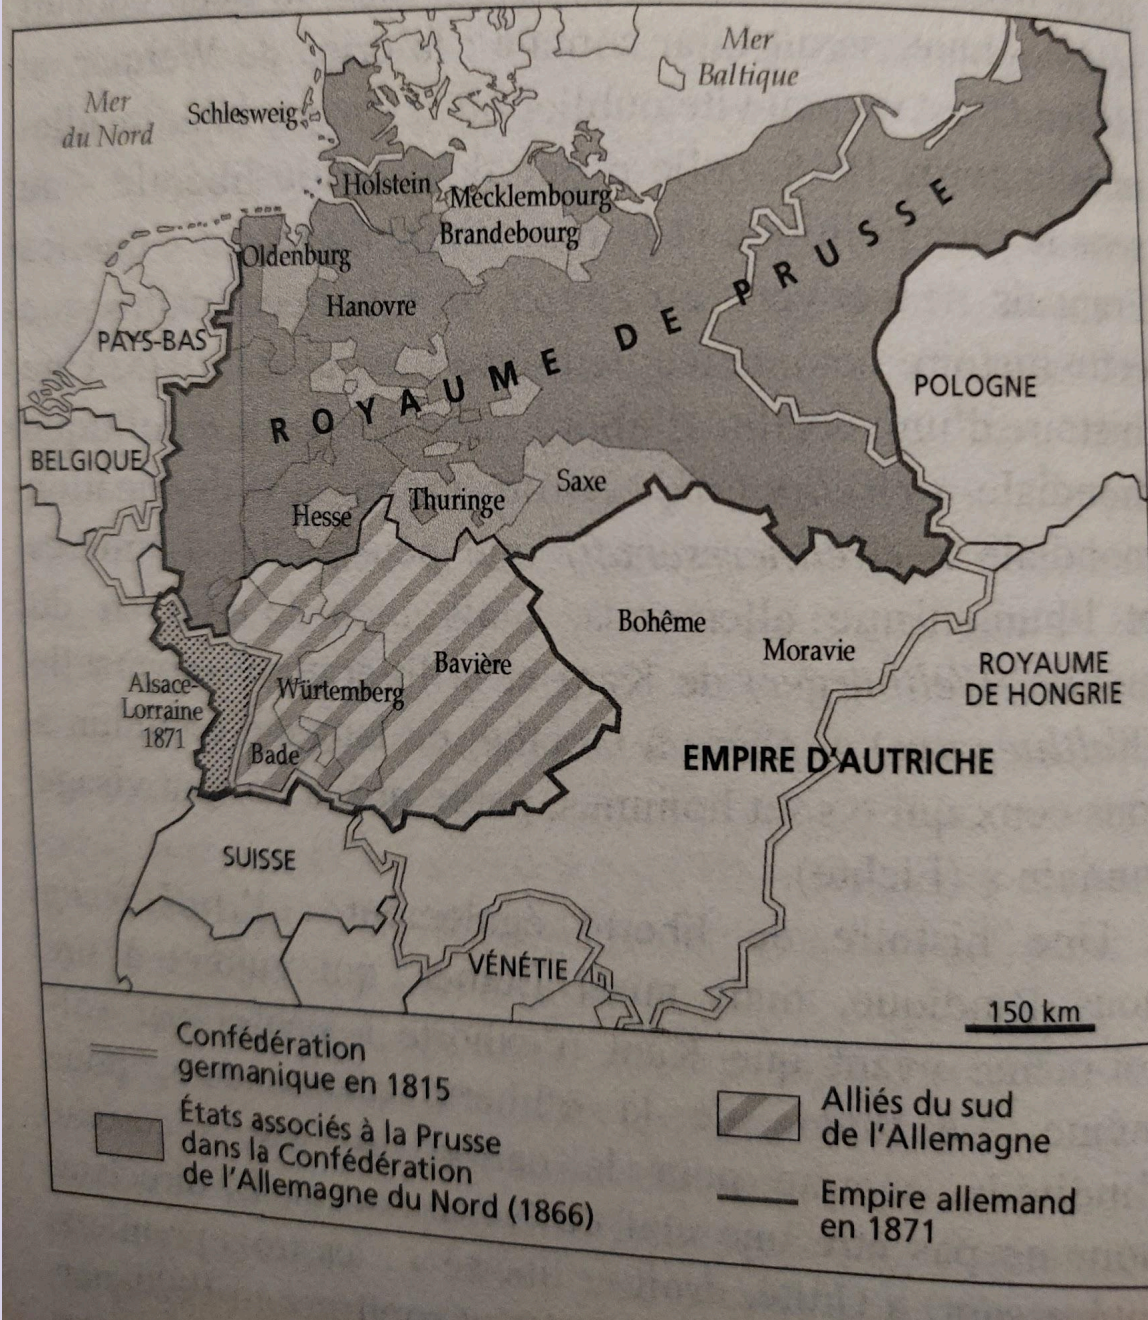 Mer
Baltique
Mer
du Nord
Schlesweig
Holstein
Mecklembourg
Brandebourg
Oldenburg
Hanovre
ROYAUME DE PRUSSE
PAYS-BAS
POLOGNE
BELGIQUE
Hesse
Thuringe
Saxe
Bohême
Moravie
ROYAUME
DE HONGRIE
Bavière
Würtemberg
Alsace-
Lorraine
1871
Bade
EMPIRE D'AUTRICHE
SUISSE
VÉNÉTIE
150 km
Confédération
germanique en 1815
États associés à la Prusse
dans la Confédération
de l'Allemagne du Nord (1866)
Alliés du sud
de l'Allemagne
Empire allemand
en 1871